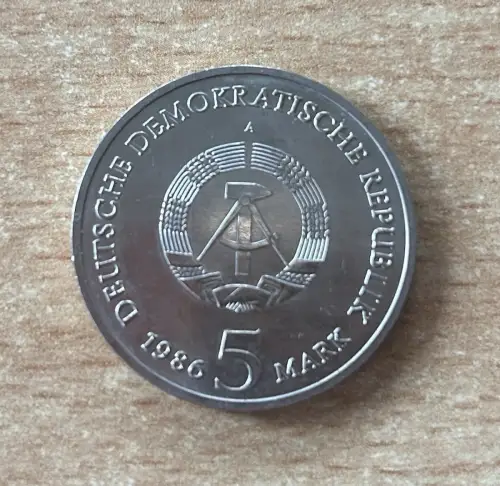 DEUTSCHE DEMOKRATISCHE REPUBLIK
A
1986 5 MARK